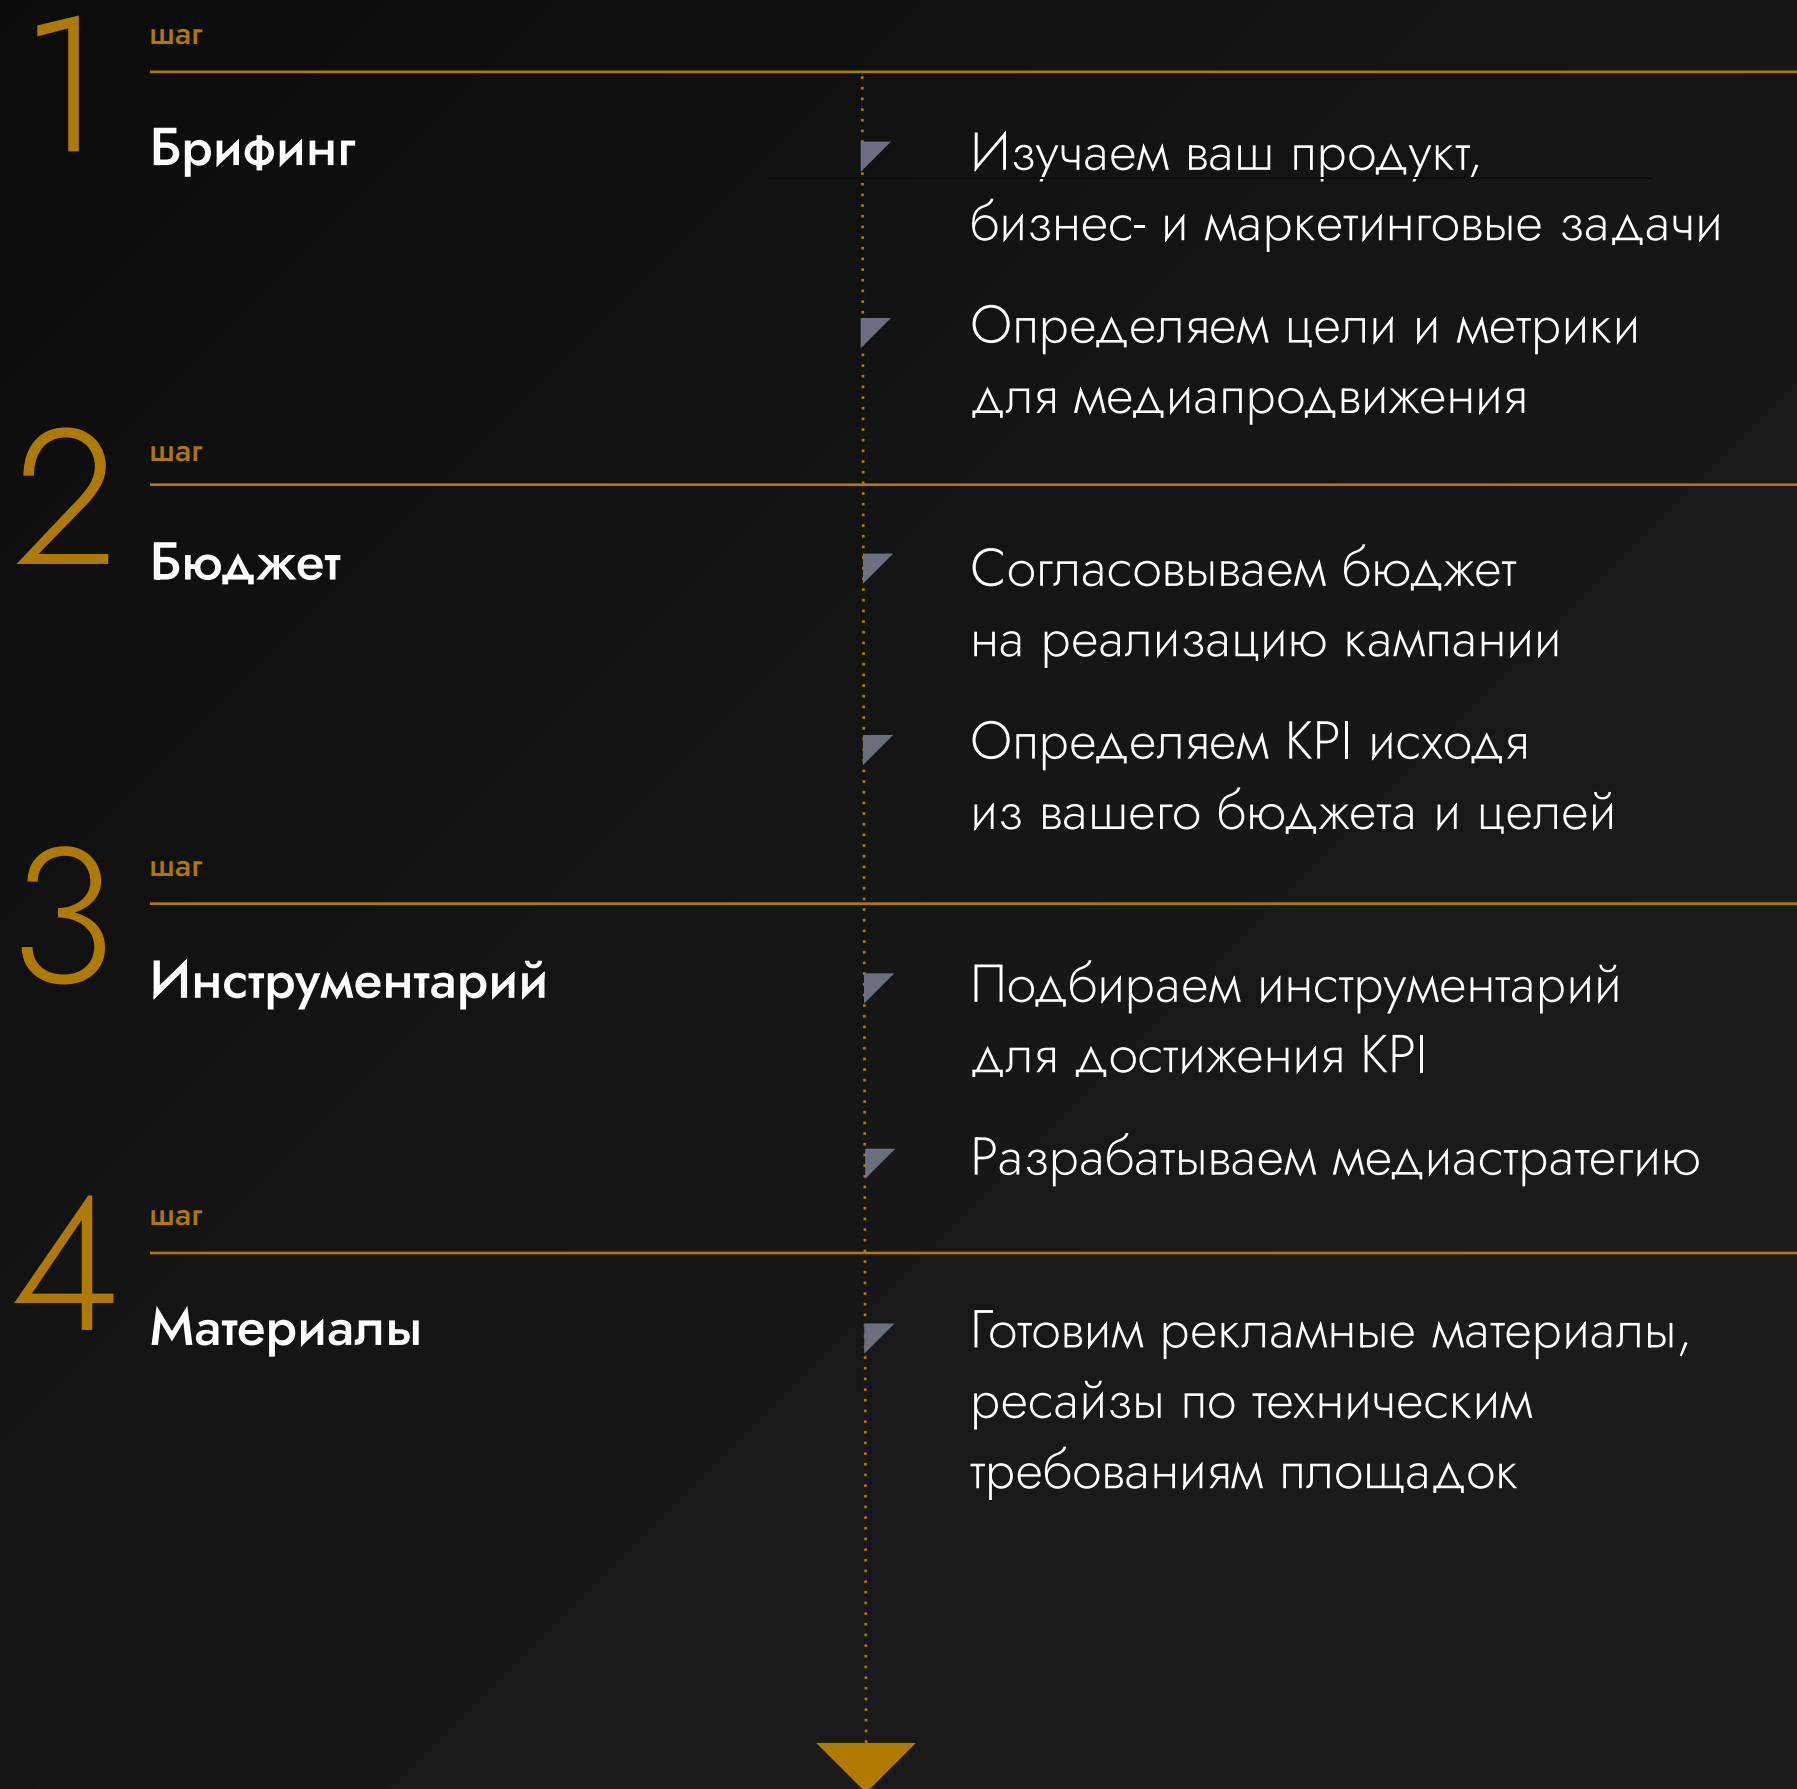 1 шаг
Брифинг
Изучаем ваш продукт,
бизнес- и маркетинговые задачи
Определяем цели и метрики
для медиапродвижения
2 шаг
Бюджет
Согласовываем бюджет
на реализацию кампании
Определяем KPI исходя
из вашего бюджета и целей
3 шаг
Инструментарий
Подбираем инструментарий
для достижения KPI
Разрабатываем медиастратегию
4 шаг
Материалы
Готовим рекламные материалы,
ресайзы по техническим
требованиям площадок